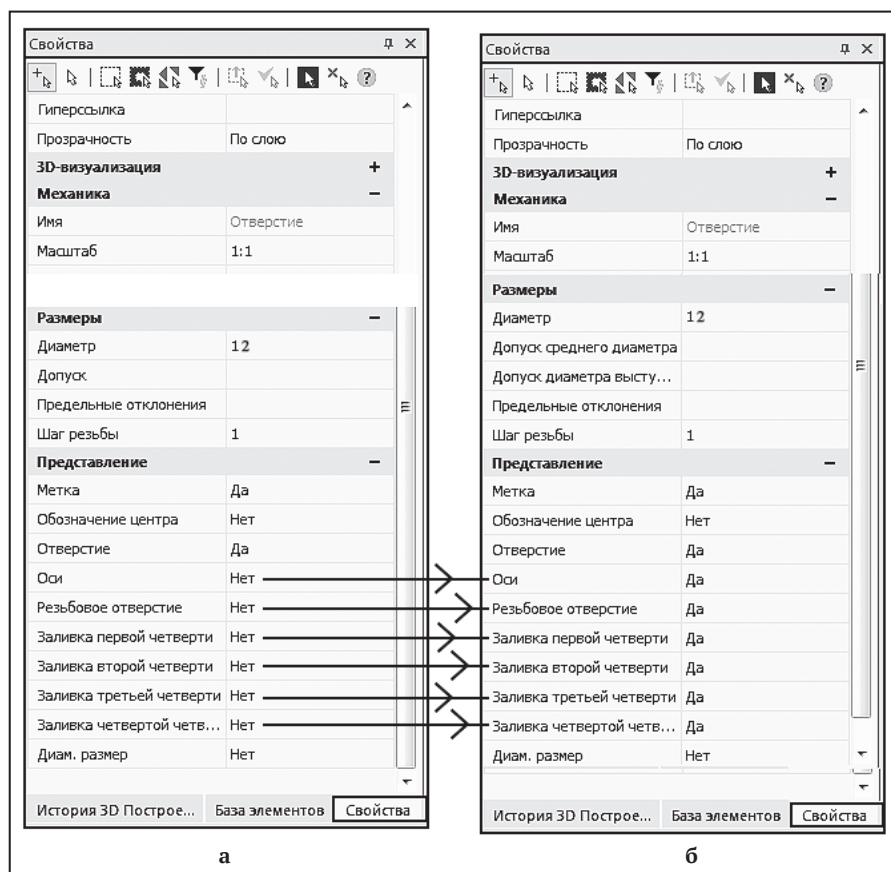 Свойства
Гиперссылка
Прозрачность По слою
3D-визуализация +
Механика −
Имя Отверстие
Масштаб 1:1
Размеры −
Диаметр 12
Допуск
Предельные отклонения
Шаг резьбы 1
Представление −
Метка Да
Обозначение центра Нет
Отверстие Да
Оси Нет
Резьбовое отверстие Нет
Заливка первой четверти Нет
Заливка второй четверти Нет
Заливка третьей четверти Нет
Заливка четвертой четв... Нет
Диам. размер Нет
История 3D Построе... База элементов Свойства
а
Свойства
Гиперссылка
Прозрачность По слою
3D-визуализация +
Механика −
Имя Отверстие
Масштаб 1:1
Размеры −
Диаметр 12
Допуск среднего диаметра
Допуск диаметра высту...
Предельные отклонения
Шаг резьбы 1
Представление −
Метка Да
Обозначение центра Нет
Отверстие Да
Оси Да
Резьбовое отверстие Да
Заливка первой четверти Да
Заливка второй четверти Да
Заливка третьей четверти Да
Заливка четвертой четв... Да
Диам. размер Нет
История 3D Построе... База элементов Свойства
б